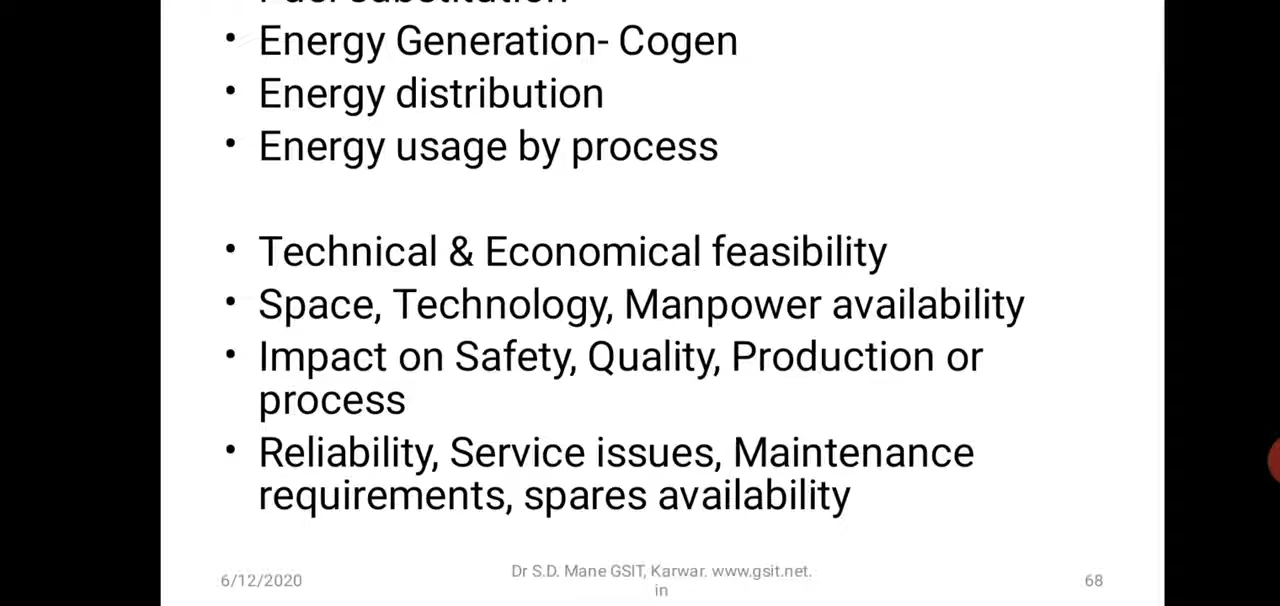 Fuel substitution
• Energy Generation- Cogen
• Energy distribution
• Energy usage by process
• Technical & Economical feasibility
• Space, Technology, Manpower availability
• Impact on Safety, Quality, Production or
process
• Reliability, Service issues, Maintenance
requirements, spares availability
6/12/2020
Dr S.D. Mane GSIT, Karwar. www.gsit.net.
in
68